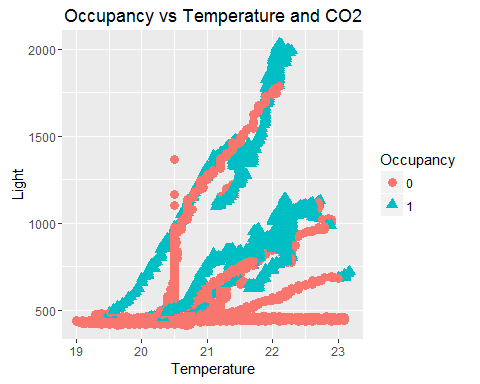 Occupancy vs Temperature and CO2
2000
1500
1000
500
Light
19 20 21 22 23
Temperature
Occupancy
0
1